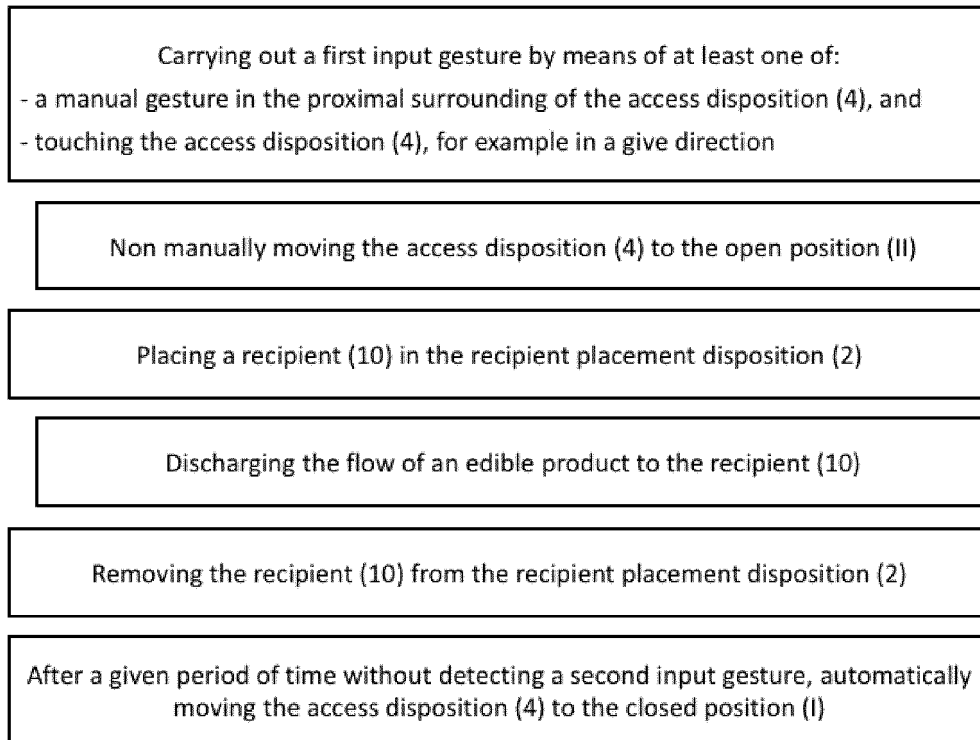 Carrying out a first input gesture by means of at least one of:
- a manual gesture in the proximal surrounding of the access disposition (4), and
- touching the access disposition (4), for example in a give direction
Non manually moving the access disposition (4) to the open position (II)
Placing a recipient (10) in the recipient placement disposition (2)
Discharging the flow of an edible product to the recipient (10)
Removing the recipient (10) from the recipient placement disposition (2)
After a given period of time without detecting a second input gesture, automatically
moving the access disposition (4) to the closed position (I)